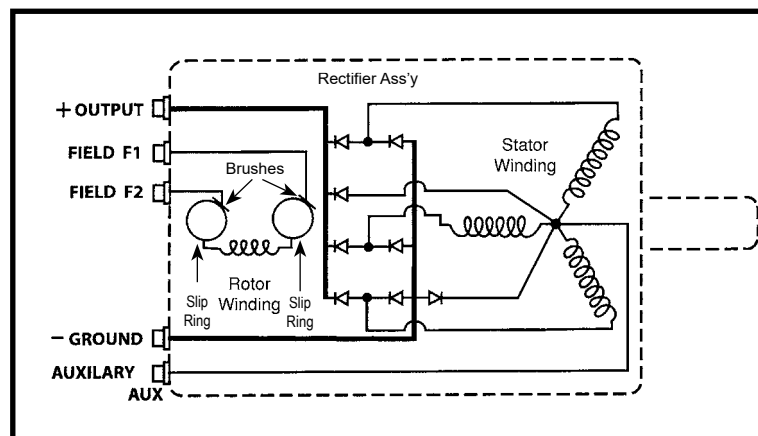 Rectifier Ass'y
+ OUTPUT
FIELD F1
Brushes
FIELD F2
Stator
Winding
Rotor
Winding
Slip
Ring
Slip
Ring
– GROUND
AUXILARY
AUX